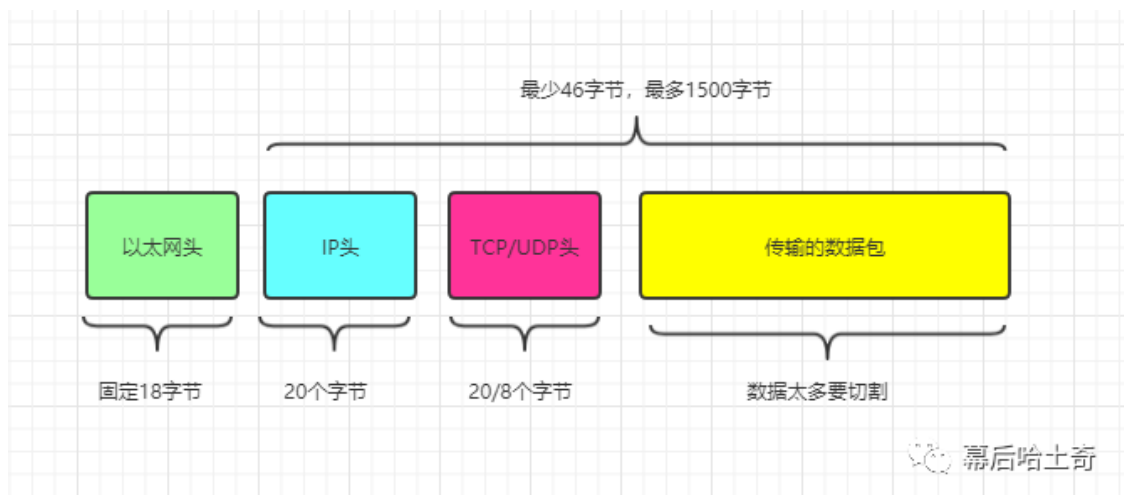 最少46字节，最多1500字节
以太网头
IP头
TCP/UDP头
传输的数据包
固定18字节
20个字节
20/8个字节
数据太多要切割
幕后哈土奇